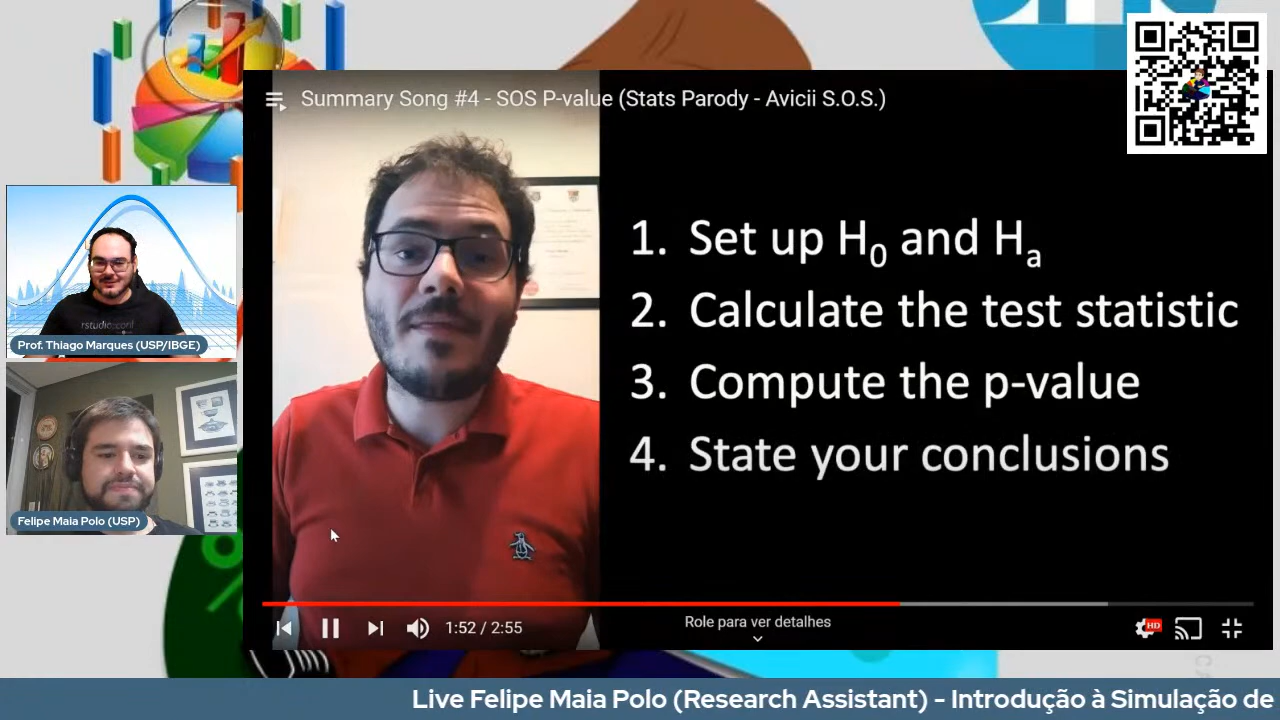 Summary Song #4 - SOS P-value (Stats Parody - Avicii S.O.S.)
1. Set up H0 and Ha
2. Calculate the test statistic
3. Compute the p-value
4. State your conclusions
rstudio::conf
Prof. Thiago Marques (USP/IBGE)
Felipe Maia Polo (USP)
1:52 / 2:55
Role para ver detalhes
HD
Live Felipe Maia Polo (Research Assistant) - Introdução à Simulação de